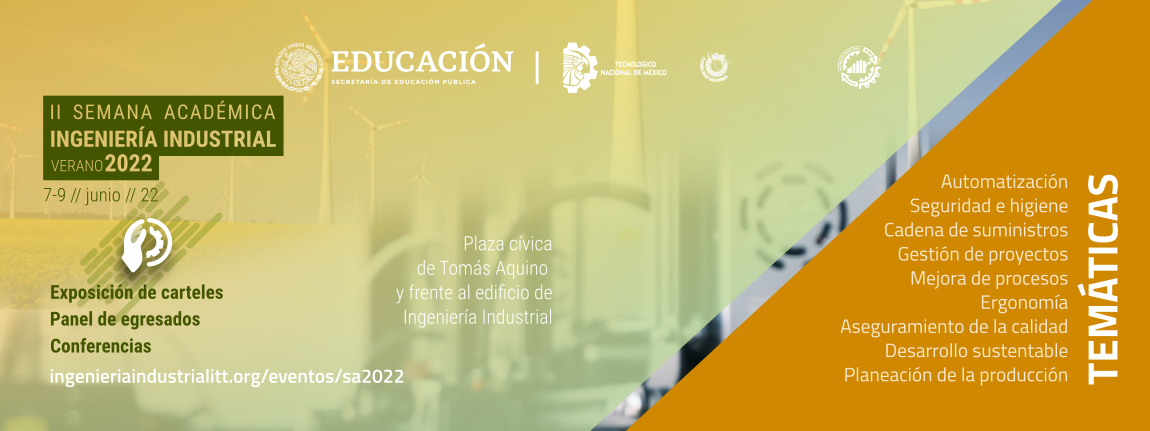 EDUCACIÓN
SECRETARÍA DE EDUCACIÓN PÚBLICA
TECNOLÓGICO
NACIONAL DE MÉXICO
II SEMANA ACADÉMICA
INGENIERÍA INDUSTRIAL
VERANO 2022
7-9 // junio // 22
Exposición de carteles
Panel de egresados
Conferencias
ingenieriaindustrialitt.org/eventos/sa2022
Plaza cívica
de Tomás Aquino
y frente al edificio de
Ingeniería Industrial
Automatización
Seguridad e higiene
Cadena de suministros
Gestión de proyectos
Mejora de procesos
Ergonomía
Aseguramiento de la calidad
Desarrollo sustentable
Planeación de la producción
TEMÁTICAS